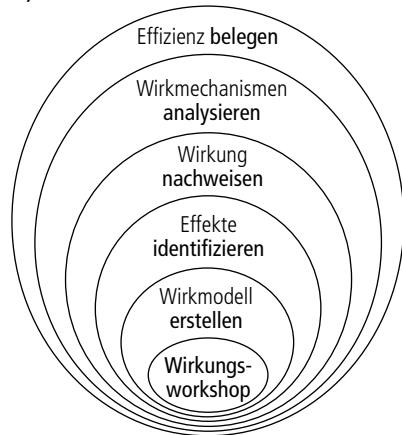 Effizienz belegen
Wirkmechanismen
analysieren
Wirkung
nachweisen
Effekte
identifizieren
Wirkmodell
erstellen
Wirkungs-
workshop